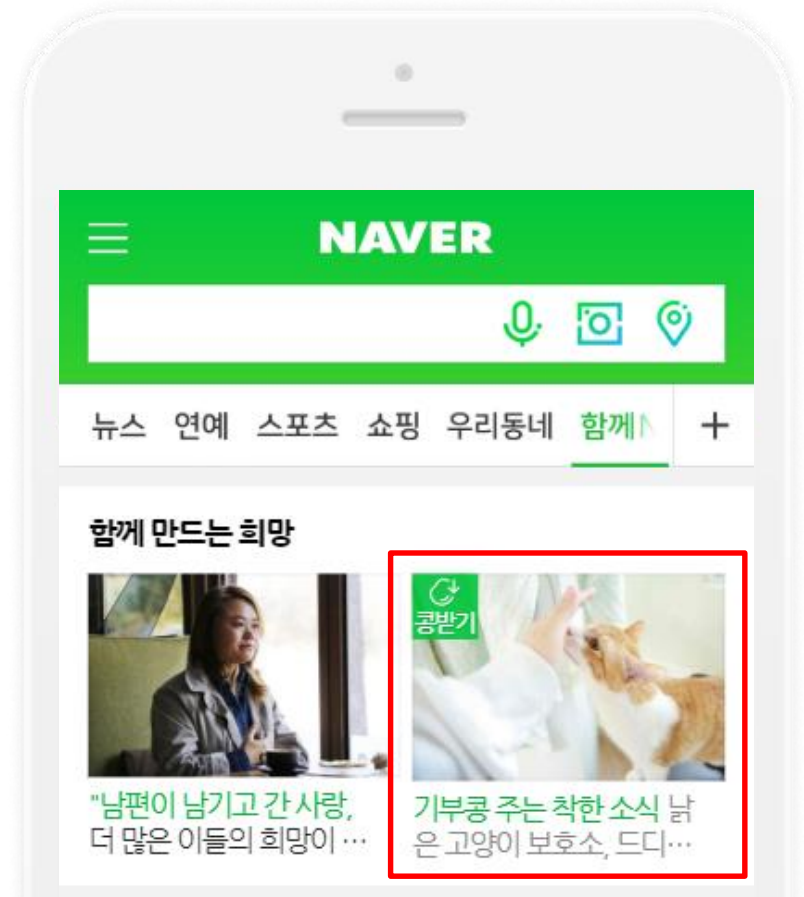 NAVER
뉴스 연예 스포츠 쇼핑 우리동네 함께N +
함께 만드는 희망
콩받기
"남편이 남기고 간 사랑,
더 많은 이들의 희망이 …
기부콩 주는 착한 소식 낡
은 고양이 보호소, 드디…